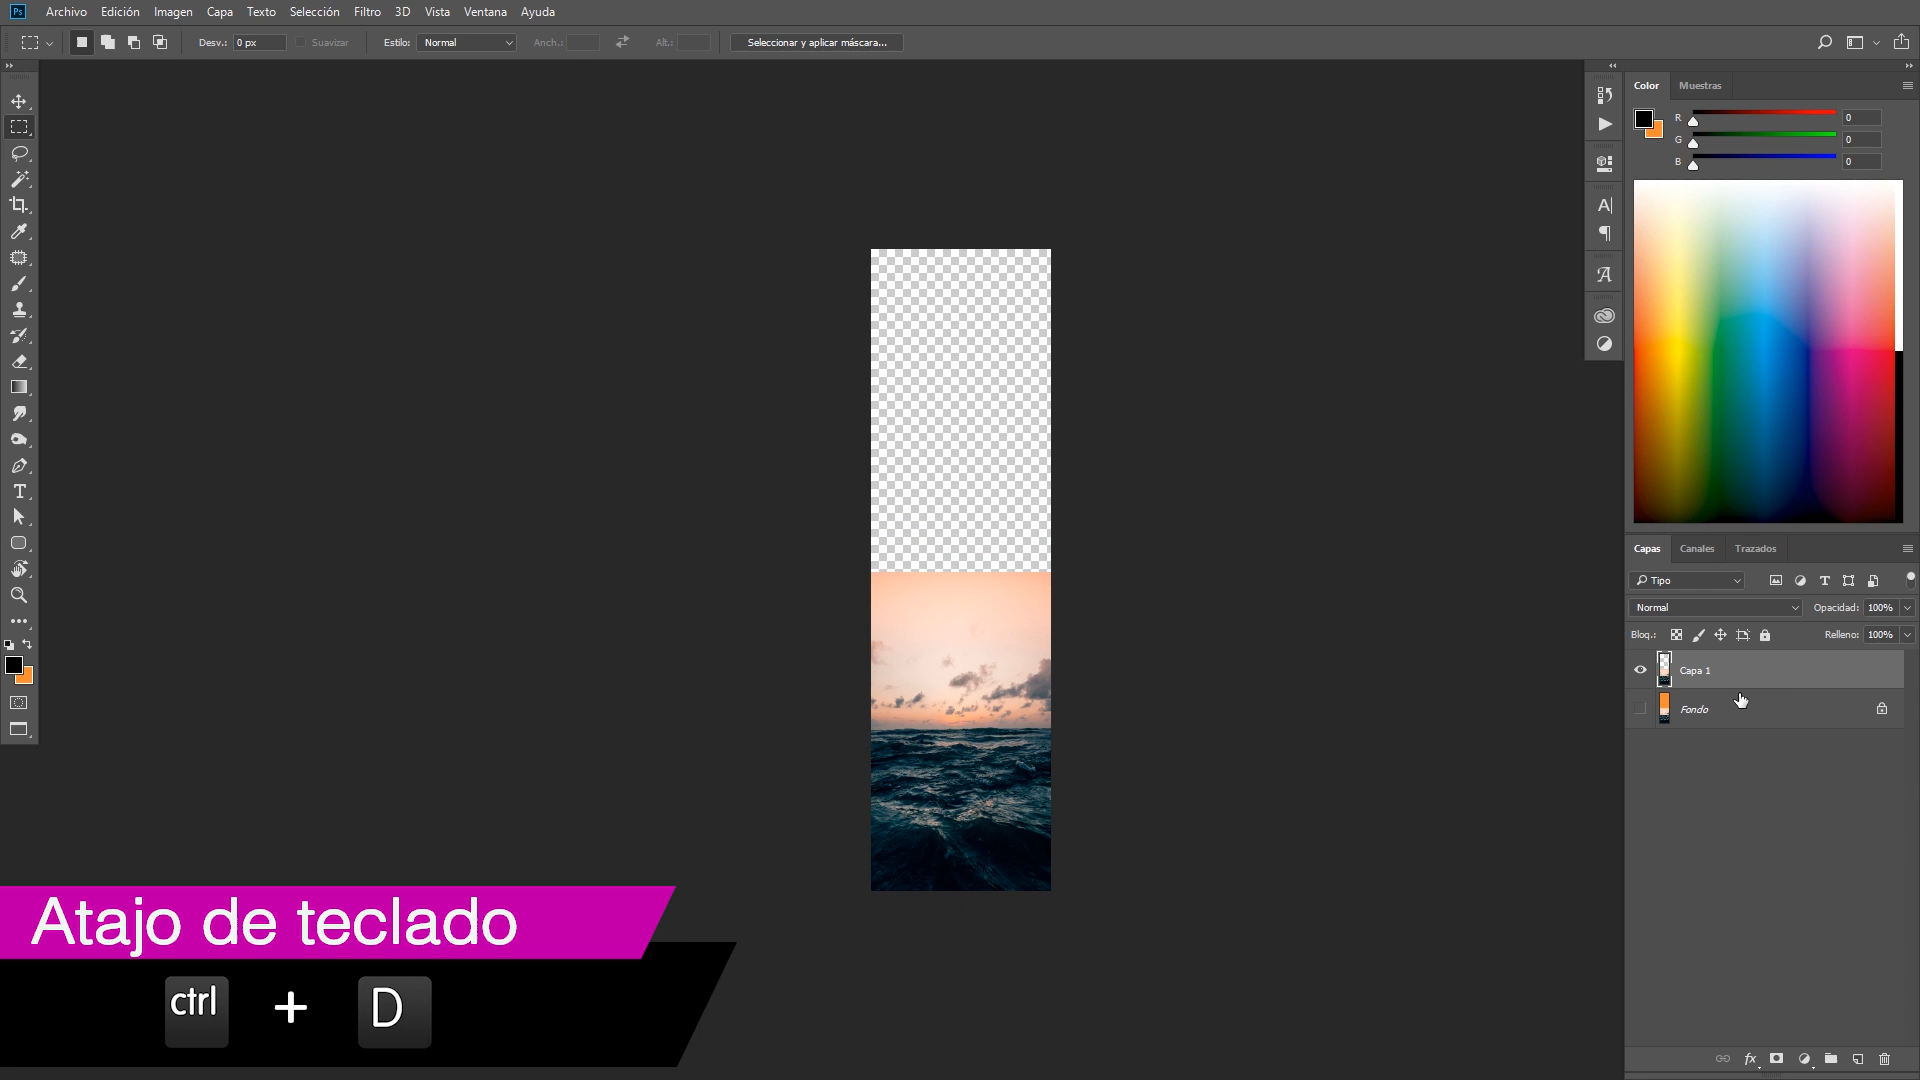 Ps Archivo Edición Imagen Capa Texto Selección Filtro 3D Vista Ventana Ayuda
Desv.: 0 px Suavizar Estilo: Normal Anch.: Alt.: Seleccionar y aplicar máscara...
Color Muestras
R 0
G 0
B 0
Capas Canales Trazados
Tipo
Normal Opacidad: 100%
Bloq.: Relleno: 100%
Capa 1
Fondo
fx
Atajo de teclado
ctrl + D